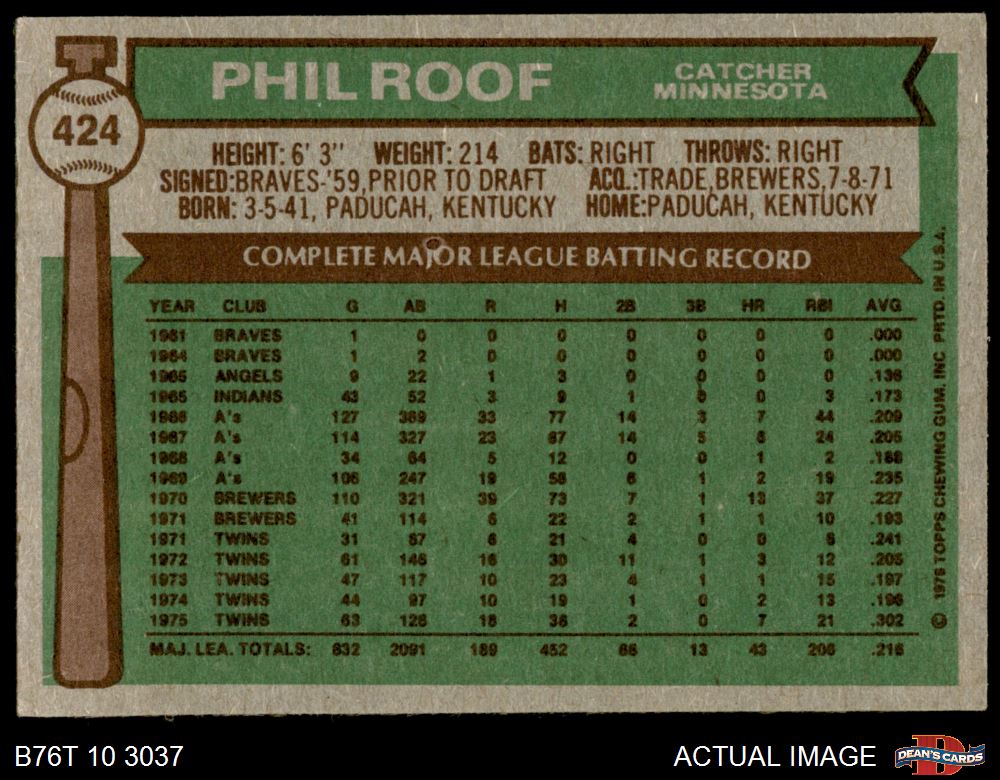 PHIL ROOF
CATCHER
MINNESOTA
424
HEIGHT: 6' 3" WEIGHT: 214 BATS: RIGHT THROWS: RIGHT
SIGNED:BRAVES-'59,PRIOR TO DRAFT ACQ.:TRADE,BREWERS,7-8-71
BORN: 3-5-41, PADUCAH, KENTUCKY HOME:PADUCAH, KENTUCKY
COMPLETE MAJOR LEAGUE BATTING RECORD
YEAR CLUB G AB R H 2B 3B HR RBI AVG
1961 BRAVES 1 0 0 0 0 0 0 0 .000
1964 BRAVES 1 2 0 0 0 0 0 0 .000
1965 ANGELS 9 22 1 3 0 0 0 0 .136
1965 INDIANS 43 52 3 9 1 0 0 3 .173
1966 A's 127 369 33 77 14 3 7 44 .209
1967 A's 114 327 23 67 14 5 6 24 .205
1968 A's 34 64 5 12 0 0 1 2 .188
1969 A's 106 247 19 58 6 1 2 19 .235
1970 BREWERS 110 321 39 73 7 1 13 37 .227
1971 BREWERS 41 114 6 22 2 1 1 10 .193
1971 TWINS 31 87 6 21 4 0 0 6 .241
1972 TWINS 61 146 16 30 11 1 3 12 .205
1973 TWINS 47 117 10 23 4 1 1 15 .197
1974 TWINS 44 97 10 19 1 0 2 13 .196
1975 TWINS 63 126 18 38 2 0 7 21 .302
MAJ. LEA. TOTALS: 832 2091 189 452 66 13 43 206 .216
© 1976 TOPPS CHEWING GUM, INC PRTD. IN U.S.A.
B76T 10 3037
ACTUAL IMAGE
DEAN'S CARDS